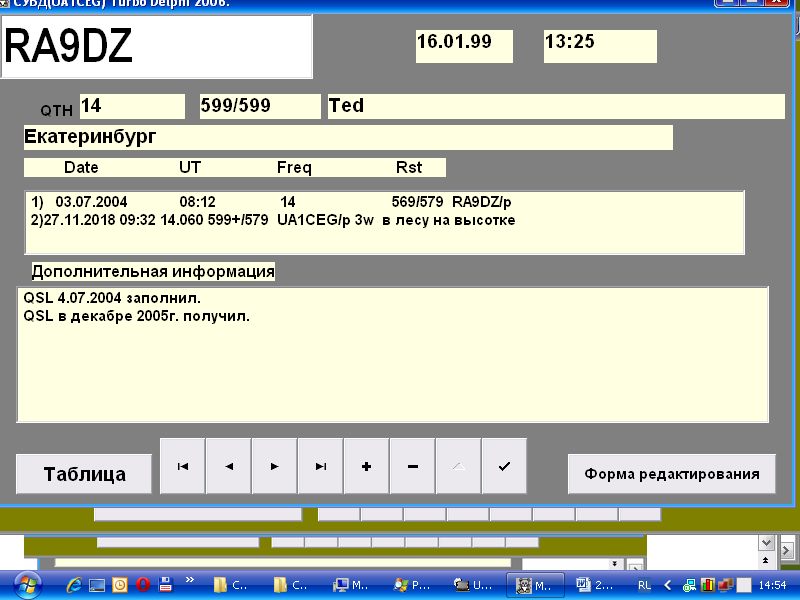 СУБД(UA1CEG) Turbo Delphi 2006.
RA9DZ
16.01.99
13:25
QTH 14 599/599 Ted
Екатеринбург
Date UT Freq Rst
1) 03.07.2004 08:12 14 569/579 RA9DZ/p
2)27.11.2018 09:32 14.060 599+/579 UA1CEG/p 3w в лесу на высотке
Дополнительная информация
QSL 4.07.2004 заполнил.
QSL в декабре 2005г. получил.
Таблица
Форма редактирования
С.. С.. М.. Р... U... М.. 2... RU 14:54